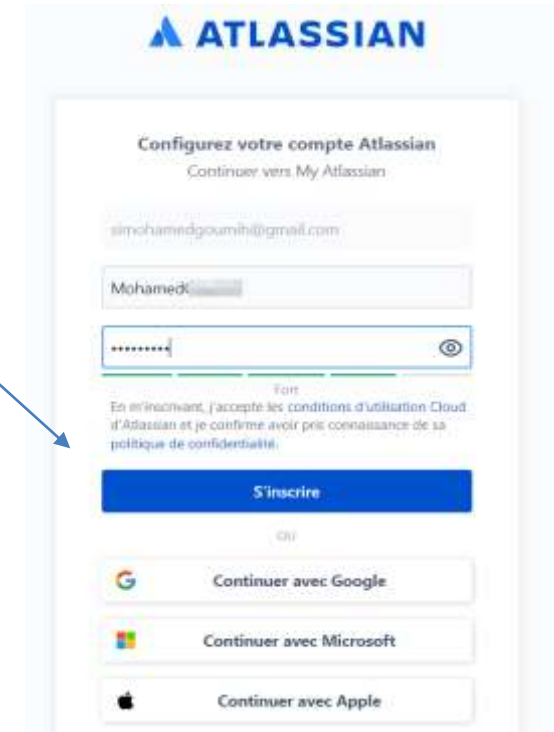 ATLASSIAN
Configurez votre compte Atlassian
Continuer vers My Atlassian
simohamedgoumih@gmail.com
Mohamed
•••••••••
Fort
En m'inscrivant, j'accepte les conditions d'utilisation Cloud
d'Atlassian et je confirme avoir pris connaissance de sa
politique de confidentialité.
S'inscrire
OU
Continuer avec Google
Continuer avec Microsoft
Continuer avec Apple